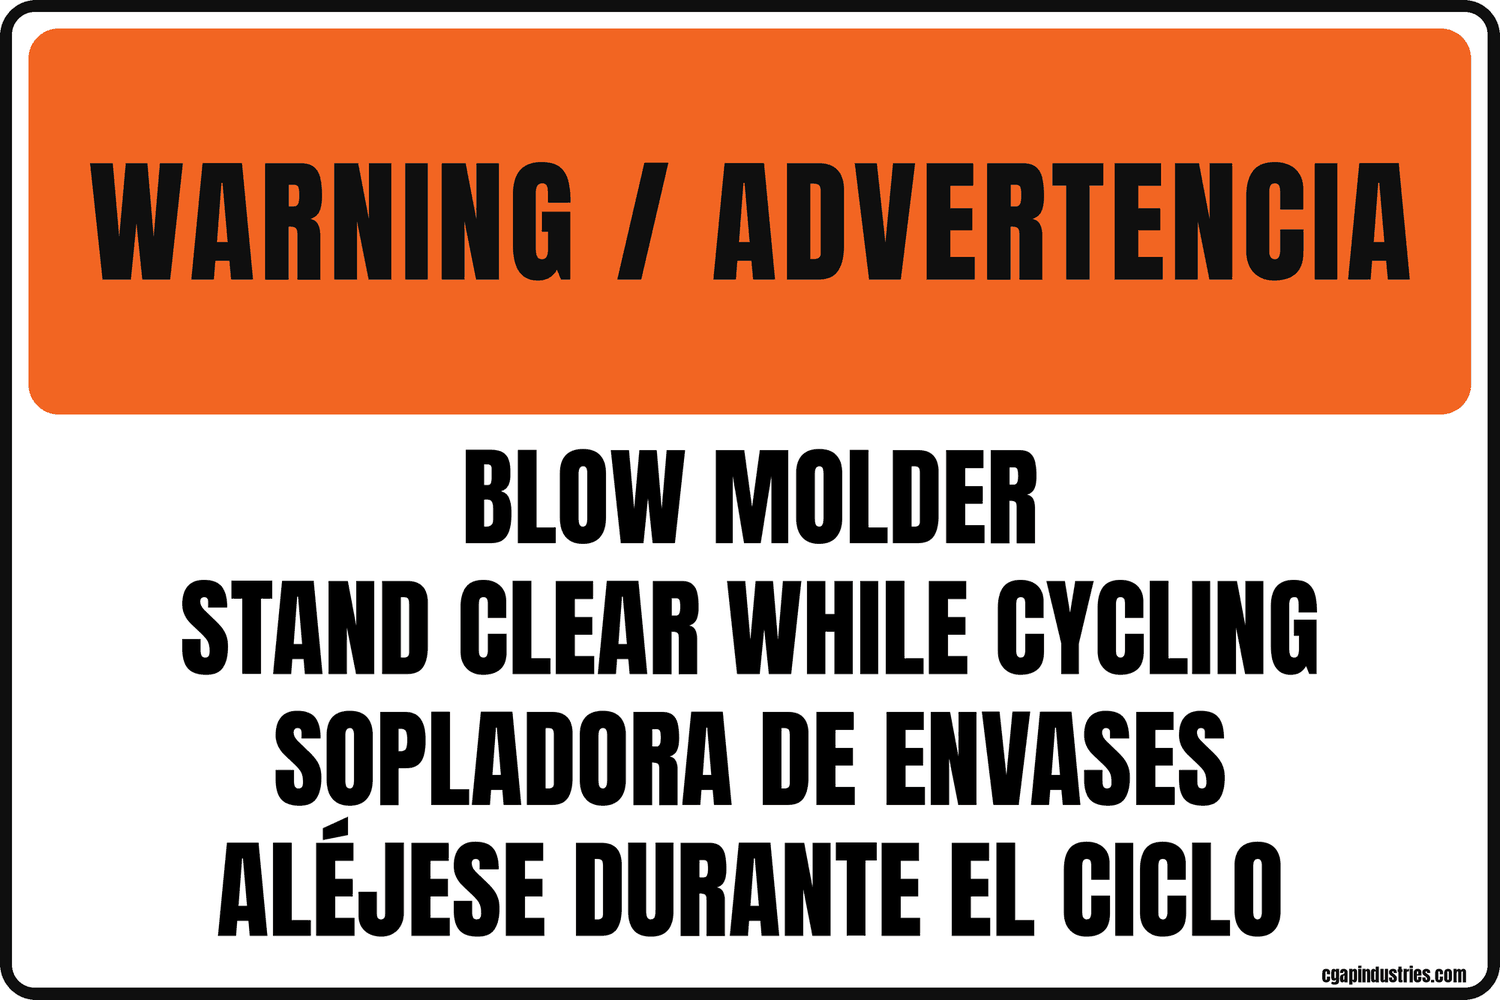 WARNING / ADVERTENCIA
BLOW MOLDER
STAND CLEAR WHILE CYCLING
SOPLADORA DE ENVASES
ALÉJESE DURANTE EL CICLO
cgapindustries.com